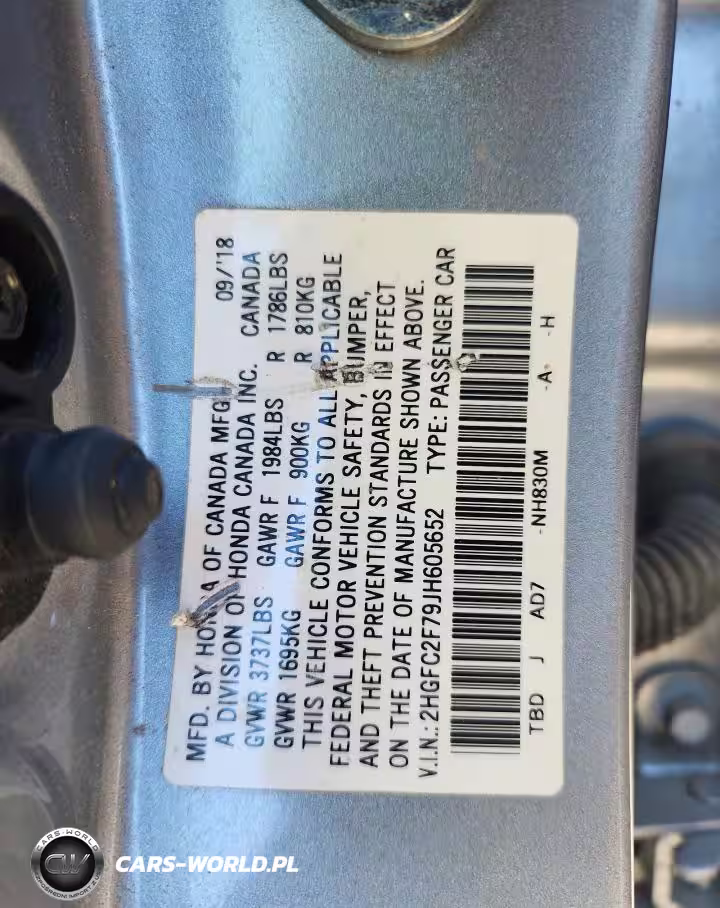 MFD. BY HONDA OF CANADA MFG. 09/'18
A DIVISION OF HONDA CANADA INC. CANADA
GVWR 3737LBS GAWR F 1984LBS R 1786LBS
GVWR 1695KG GAWR F 900KG R 810KG
THIS VEHICLE CONFORMS TO ALL APPLICABLE
FEDERAL MOTOR VEHICLE SAFETY, BUMPER,
AND THEFT PREVENTION STANDARDS IN EFFECT
ON THE DATE OF MANUFACTURE SHOWN ABOVE.
V.I.N.: 2HGFC2F79JH605652 TYPE: PASSENGER CAR
TBD J AD7 -NH830M -A- -H
CARS-WORLD
CW
CARS-WORLD.PL